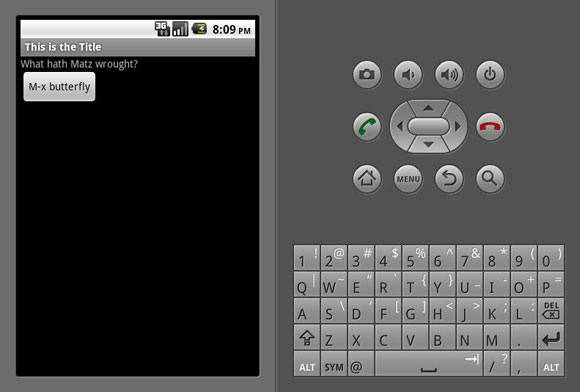 3G 8:09 PM
This is the Title
What hath Matz wrought?
M-x butterfly
MENU
1 ! 2 @ 3 # 4 $ 5 % 6 ^ 7 & 8 * 9 ( 0 )
Q | W ~ E " R ` T { Y } U _ I - O + P =
A S \ D ' F [ G ] H < J > K ; L : DEL
Z X C V B N M .
ALT SYM @ / ? , ALT